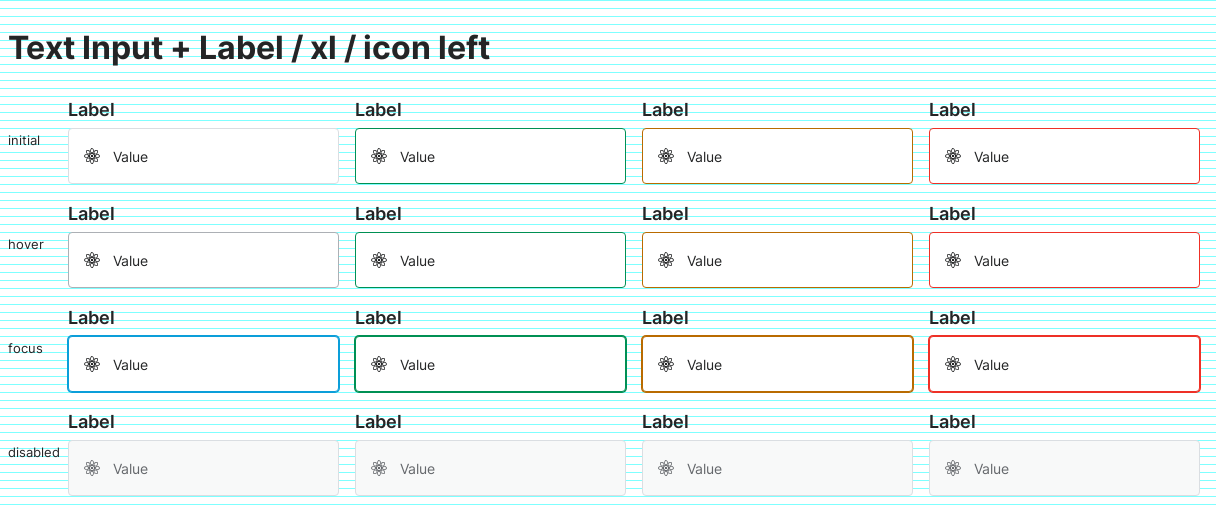 Text Input + Label / xl / icon left
Label Label Label Label
initial Value Value Value Value
Label Label Label Label
hover Value Value Value Value
Label Label Label Label
focus Value Value Value Value
Label Label Label Label
disabled Value Value Value Value